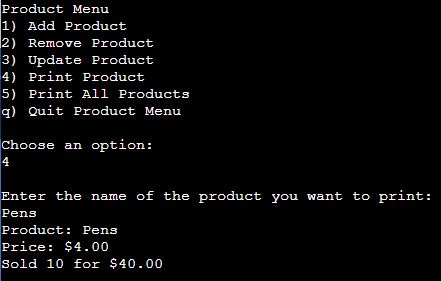 Product Menu
1) Add Product
2) Remove Product
3) Update Product
4) Print Product
5) Print All Products
q) Quit Product Menu
Choose an option:
4
Enter the name of the product you want to print:
Pens
Product: Pens
Price: $4.00
Sold 10 for $40.00